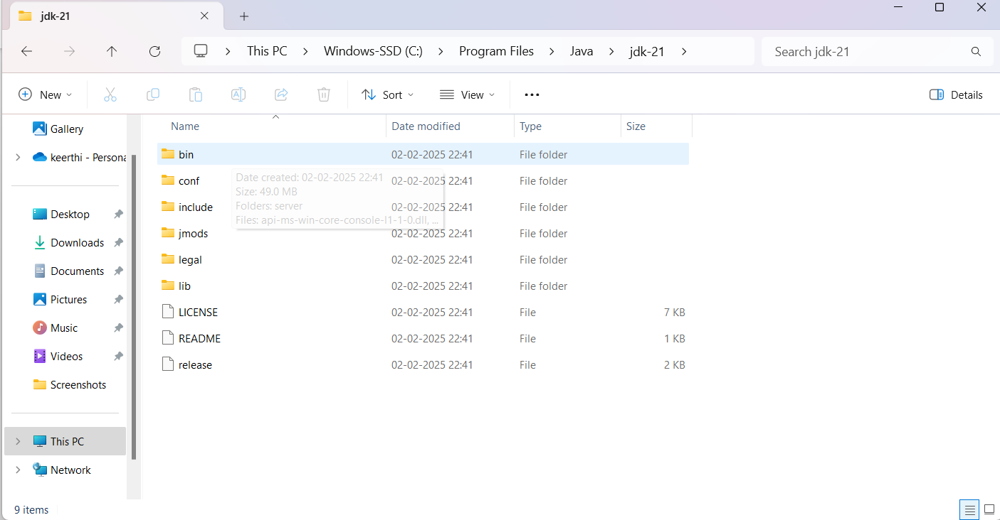 jdk-21
This PC Windows-SSD (C:) Program Files Java jdk-21
Search jdk-21
New
Sort
View
Details
Gallery
keerthi - Persona
Desktop
Downloads
Documents
Pictures
Music
Videos
Screenshots
This PC
Network
Name Date modified Type Size
bin 02-02-2025 22:41 File folder
conf 02-02-2025 22:41 File folder
include 02-02-2025 22:41 File folder
jmods 02-02-2025 22:41 File folder
legal 02-02-2025 22:41 File folder
lib 02-02-2025 22:41 File folder
LICENSE 02-02-2025 22:41 File 7 KB
README 02-02-2025 22:41 File 1 KB
release 02-02-2025 22:41 File 2 KB
Date created: 02-02-2025 22:41
Size: 49.0 MB
Folders: server
Files: api-ms-win-core-console-l1-1-0.dll, ...
9 items